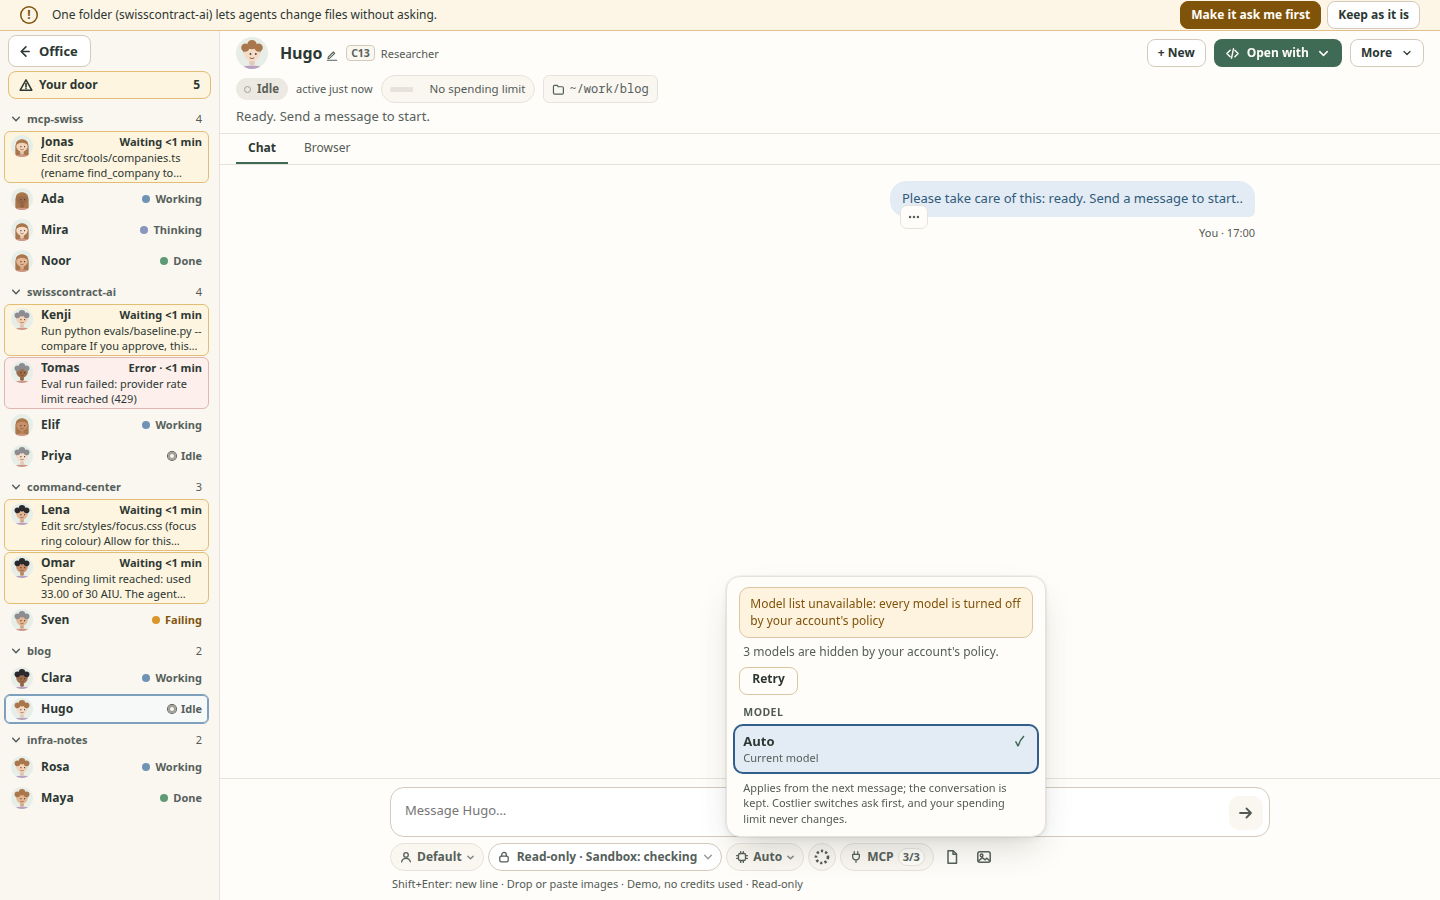 One folder (swisscontract-ai) lets agents change files without asking.
Make it ask me first
Keep as it is
Office
Your door 5
mcp-swiss 4
Jonas Waiting <1 min
Edit src/tools/companies.ts
(rename find_company to...
Ada Working
Mira Thinking
Noor Done
swisscontract-ai 4
Kenji Waiting <1 min
Run python evals/baseline.py --
compare If you approve, this...
Tomas Error · <1 min
Eval run failed: provider rate
limit reached (429)
Elif Working
Priya Idle
command-center 3
Lena Waiting <1 min
Edit src/styles/focus.css (focus
ring colour) Allow for this...
Omar Waiting <1 min
Spending limit reached: used
33.00 of 30 AIU. The agent...
Sven Failing
blog 2
Clara Working
Hugo Idle
infra-notes 2
Rosa Working
Maya Done
Hugo C13 Researcher
+ New
Open with
More
Idle active just now No spending limit ~/work/blog
Ready. Send a message to start.
Chat Browser
Please take care of this: ready. Send a message to start..
You · 17:00
Model list unavailable: every model is turned off
by your account's policy
3 models are hidden by your account's policy.
Retry
MODEL
Auto
Current model
Applies from the next message; the conversation is
kept. Costlier switches ask first, and your spending
limit never changes.
Message Hugo...
Default Read-only · Sandbox: checking Auto MCP 3/3
Shift+Enter: new line · Drop or paste images · Demo, no credits used · Read-only